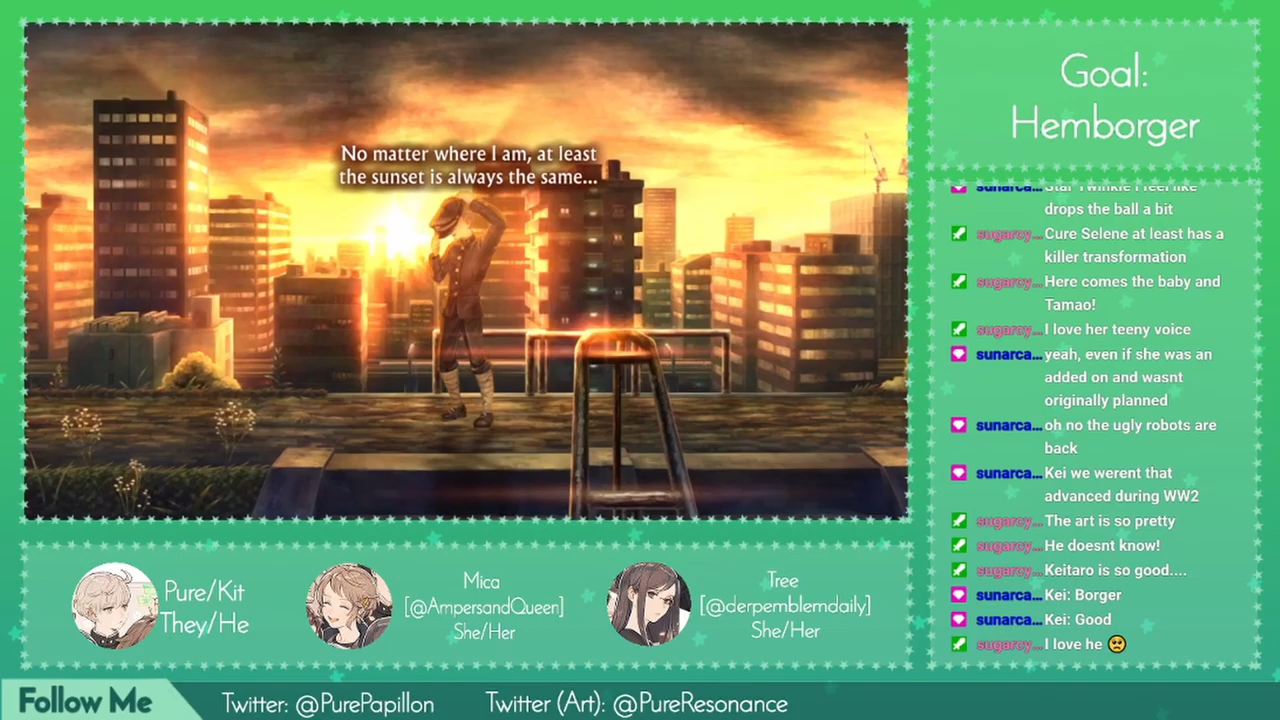 No matter where I am, at least
the sunset is always the same...
Goal:
Hemborger
sunarca... Star Twinkle I feel like
drops the ball a bit
sugarcy... Cure Selene at least has a
killer transformation
sugarcy... Here comes the baby and
Tamao!
sugarcy... I love her teeny voice
sunarca... yeah, even if she was an
added on and wasnt
originally planned
sunarca... oh no the ugly robots are
back
sunarca... Kei we werent that
advanced during WW2
sugarcy... The art is so pretty
sugarcy... He doesnt know!
sugarcy... Keitaro is so good....
sunarca... Kei: Borger
sunarca... Kei: Good
sugarcy... I love he 🥺
Pure/Kit
They/He
Mica
[@AmpersandQueen]
She/Her
Tree
[@derpemblemdaily]
She/Her
Follow Me
Twitter: @PurePapillon
Twitter (Art): @PureResonance